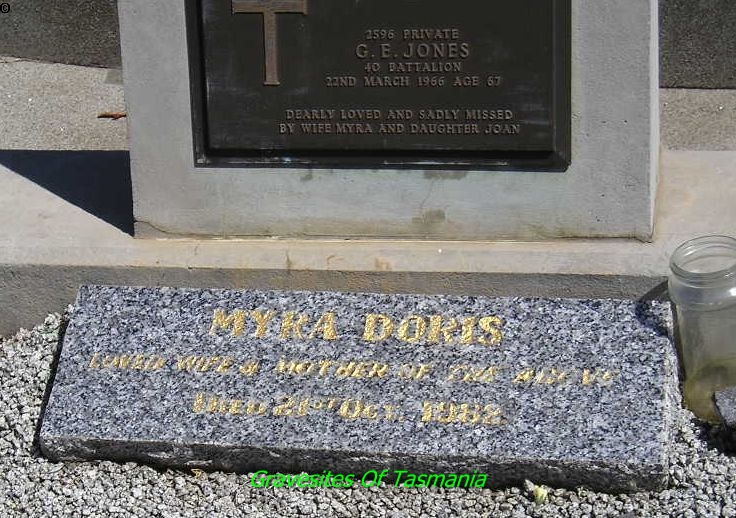 ©
2596 PRIVATE
G. E. JONES
40 BATTALION
22ND MARCH 1966 AGE 67
DEARLY LOVED AND SADLY MISSED
BY WIFE MYRA AND DAUGHTER JOAN
MYRA DORIS
LOVED WIFE & MOTHER OF THE ABOVE
DIED 21ST OCT. 1982
Gravesites Of Tasmania